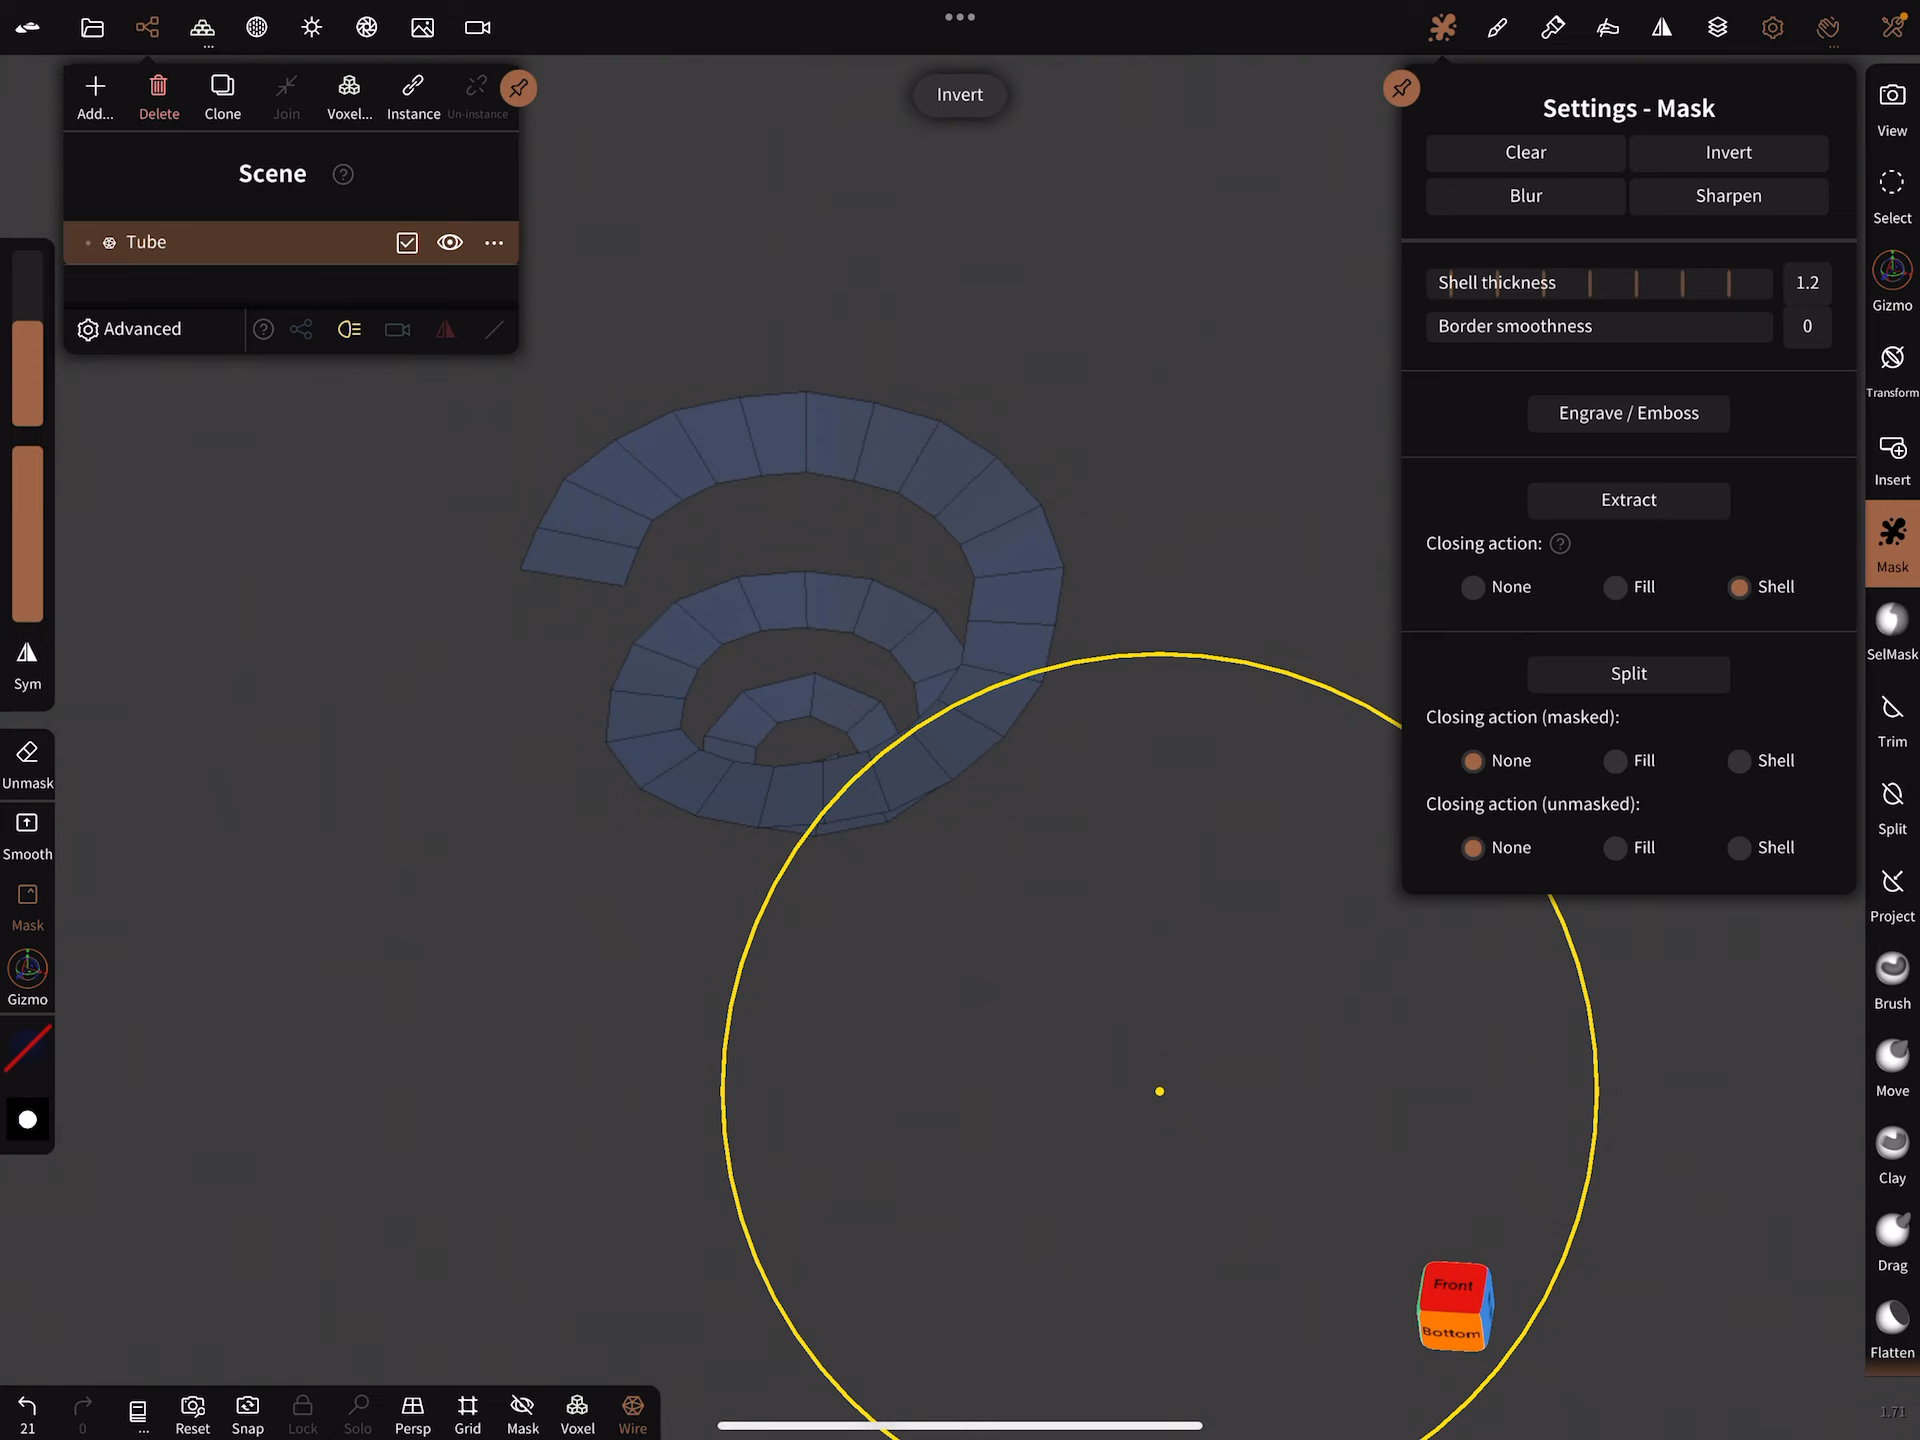 Add...
Delete
Clone
Join
Voxel...
Instance
Un-instance
Scene
Tube
Advanced
Invert
Settings - Mask
Clear
Invert
Blur
Sharpen
Shell thickness
1.2
Border smoothness
0
Engrave / Emboss
Extract
Closing action:
None
Fill
Shell
Split
Closing action (masked):
None
Fill
Shell
Closing action (unmasked):
None
Fill
Shell
View
Select
Gizmo
Transform
Insert
Mask
SelMask
Trim
Split
Project
Brush
Move
Clay
Drag
Flatten
1.71
Sym
Unmask
Smooth
Mask
Gizmo
Front
Bottom
21
0
...
Reset
Snap
Lock
Solo
Persp
Grid
Mask
Voxel
Wire